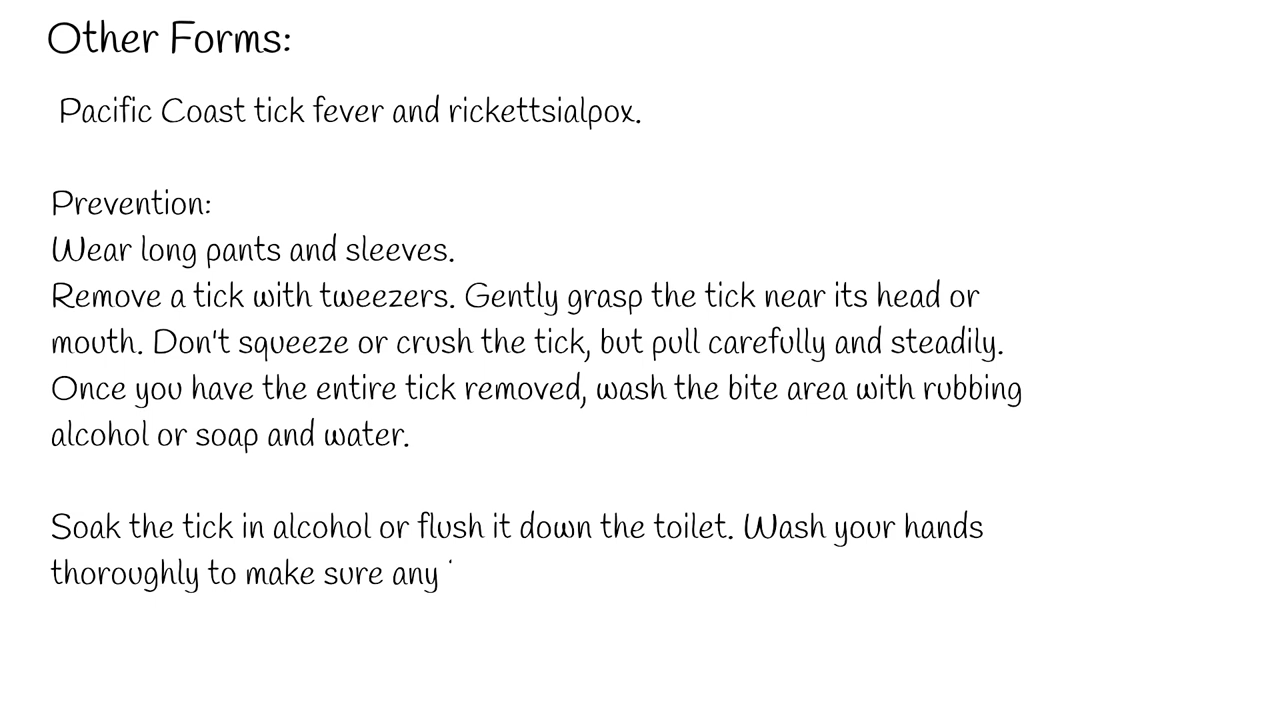 Other Forms:
Pacific Coast tick fever and rickettsialpox.
Prevention:
Wear long pants and sleeves.
Remove a tick with tweezers. Gently grasp the tick near its head or
mouth. Don't squeeze or crush the tick, but pull carefully and steadily.
Once you have the entire tick removed, wash the bite area with rubbing
alcohol or soap and water.
Soak the tick in alcohol or flush it down the toilet. Wash your hands
thoroughly to make sure any